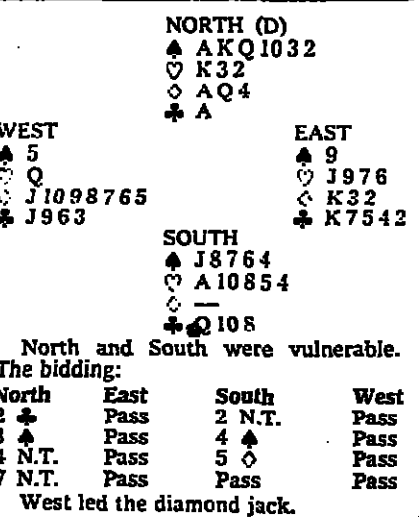 NORTH (D)
♠ A K Q 10 3 2
♡ K 3 2
◇ A Q 4
♣ A
WEST EAST
♠ 5 ♠ 9
♡ Q ♡ J 9 7 6
◇ J 10 9 8 7 6 5 ◇ K 3 2
♣ J 9 6 3 ♣ K 7 5 4 2
SOUTH
♠ J 8 7 6 4
♡ A 10 8 5 4
◇ —
♣ Q 10 8
North and South were vulnerable.
The bidding:
North East South West
2 ♣ Pass 2 N.T. Pass
3 ♠ Pass 4 ♠ Pass
4 N.T. Pass 5 ◇ Pass
7 N.T. Pass Pass Pass
West led the diamond jack.